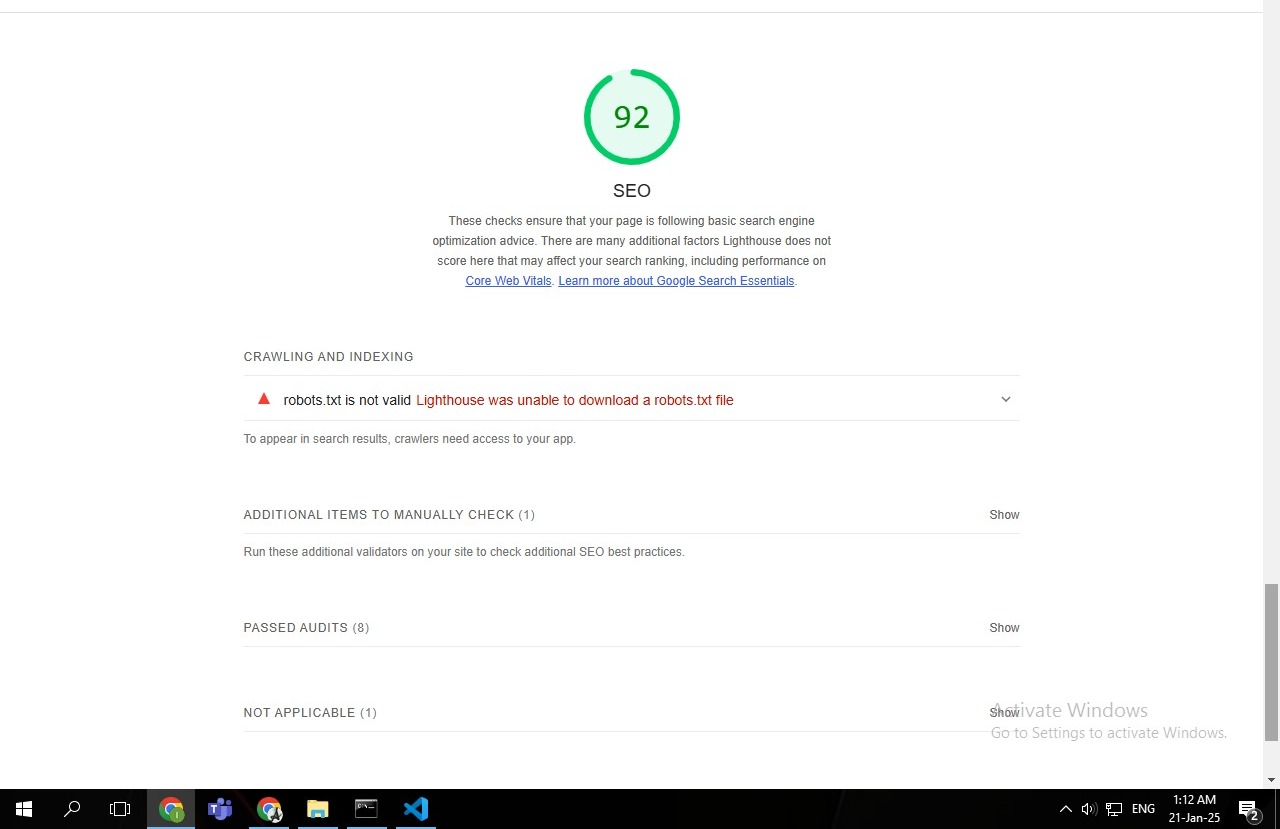 92
SEO
These checks ensure that your page is following basic search engine
optimization advice. There are many additional factors Lighthouse does not
score here that may affect your search ranking, including performance on
Core Web Vitals. Learn more about Google Search Essentials.
CRAWLING AND INDEXING
robots.txt is not valid Lighthouse was unable to download a robots.txt file
To appear in search results, crawlers need access to your app.
ADDITIONAL ITEMS TO MANUALLY CHECK (1) Show
Run these additional validators on your site to check additional SEO best practices.
PASSED AUDITS (8) Show
NOT APPLICABLE (1) Show
Activate Windows
Go to Settings to activate Windows.
ENG
1:12 AM
21-Jan-25
2